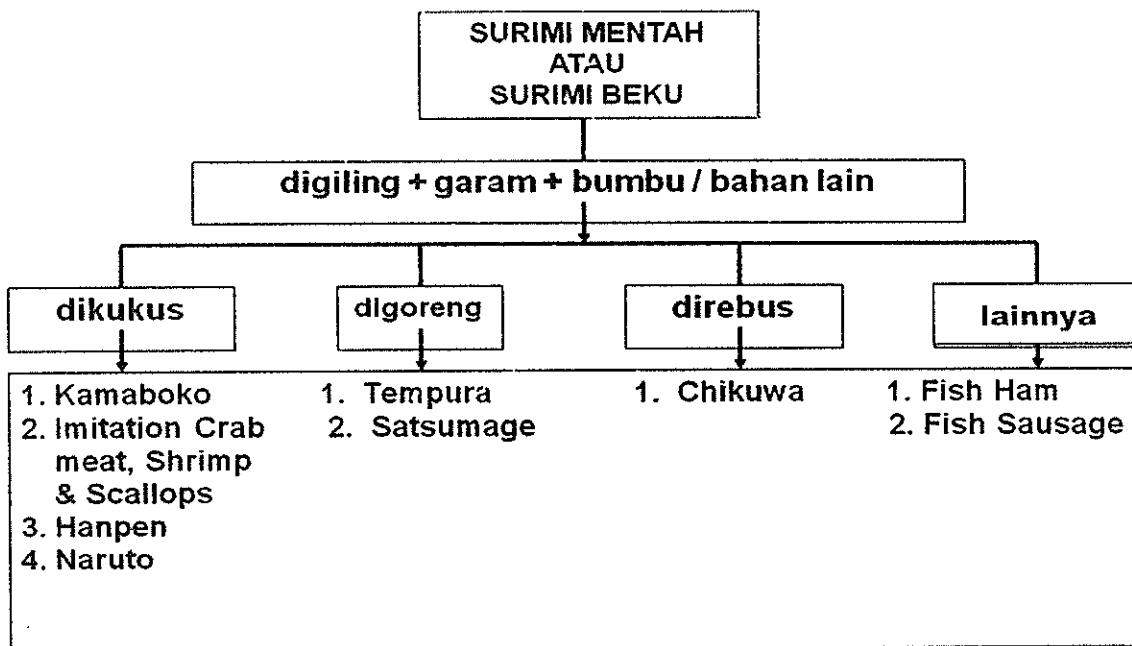 SURIMI MENTAH
ATAU
SURIMI BEKU
digiling + garam + bumbu / bahan lain
dikukus
digoreng
direbus
lainnya
1. Kamaboko
2. Imitation Crab
meat, Shrimp
& Scallops
3. Hanpen
4. Naruto
1. Tempura
2. Satsumage
1. Chikuwa
1. Fish Ham
2. Fish Sausage